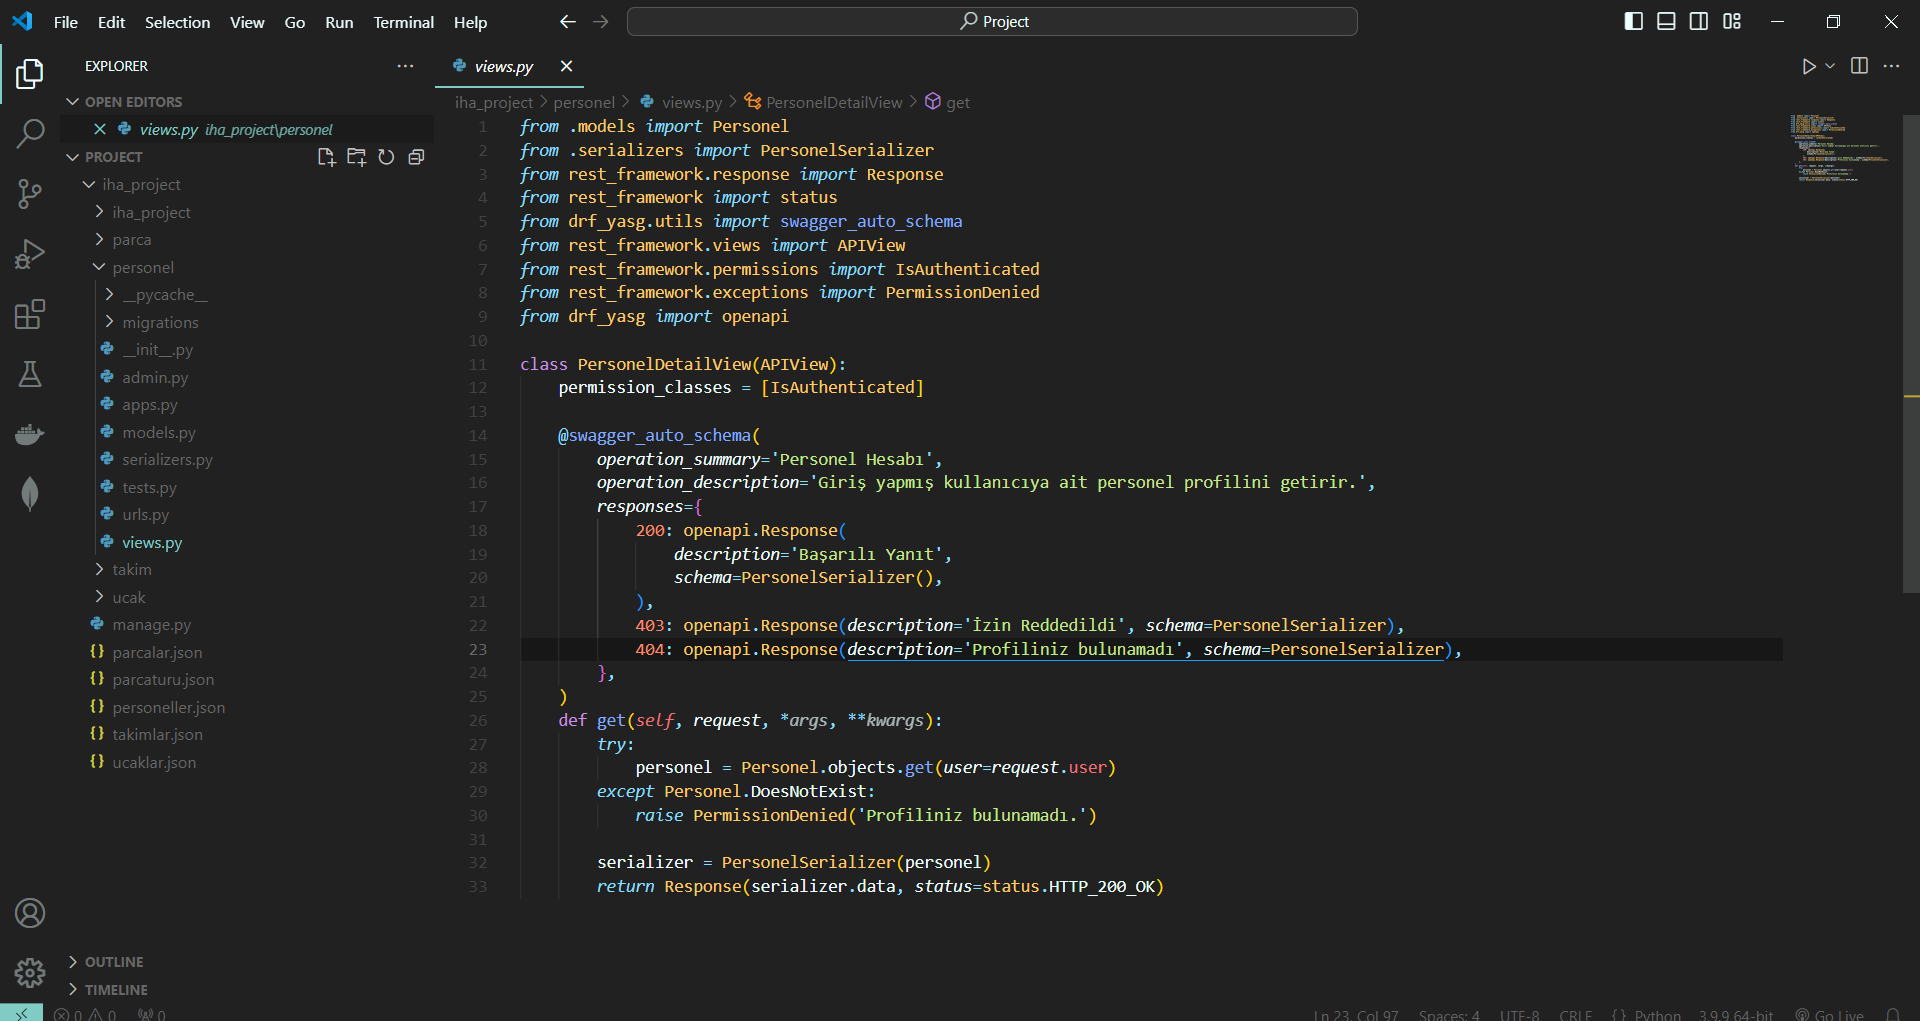 File Edit Selection View Go Run Terminal Help
Project
EXPLORER
OPEN EDITORS
views.py iha_project\personel
PROJECT
iha_project
iha_project
parca
personel
__pycache__
migrations
__init__.py
admin.py
apps.py
models.py
serializers.py
tests.py
urls.py
views.py
takim
ucak
manage.py
parcalar.json
parcaturu.json
personeller.json
takimlar.json
ucaklar.json
OUTLINE
TIMELINE
views.py
iha_project > personel > views.py > PersonelDetailView > get
1 from .models import Personel
2 from .serializers import PersonelSerializer
3 from rest_framework.response import Response
4 from rest_framework import status
5 from drf_yasg.utils import swagger_auto_schema
6 from rest_framework.views import APIView
7 from rest_framework.permissions import IsAuthenticated
8 from rest_framework.exceptions import PermissionDenied
9 from drf_yasg import openapi
10
11 class PersonelDetailView(APIView):
12 permission_classes = [IsAuthenticated]
13
14 @swagger_auto_schema(
15 operation_summary='Personel Hesabı',
16 operation_description='Giriş yapmış kullanıcıya ait personel profilini getirir.',
17 responses={
18 200: openapi.Response(
19 description='Başarılı Yanıt',
20 schema=PersonelSerializer(),
21 ),
22 403: openapi.Response(description='İzin Reddedildi', schema=PersonelSerializer),
23 404: openapi.Response(description='Profiliniz bulunamadı', schema=PersonelSerializer),
24 },
25 )
26 def get(self, request, *args, **kwargs):
27 try:
28 personel = Personel.objects.get(user=request.user)
29 except Personel.DoesNotExist:
30 raise PermissionDenied('Profiliniz bulunamadı.')
31
32 serializer = PersonelSerializer(personel)
33 return Response(serializer.data, status=status.HTTP_200_OK)
0 0 0
Ln 23, Col 97 Spaces: 4 UTF-8 CRLF {} Python 3.9.9 64-bit Go Live